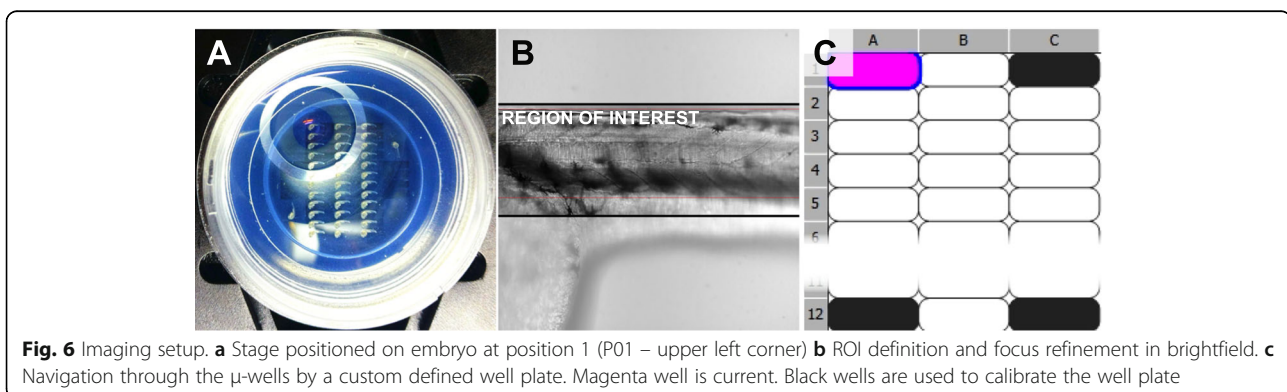 A
B
REGION OF INTEREST
C
A B C
1
2
3
4
5
6
11
12
Fig. 6 Imaging setup. a Stage positioned on embryo at position 1 (P01 – upper left corner) b ROI definition and focus refinement in brightfield. c
Navigation through the μ-wells by a custom defined well plate. Magenta well is current. Black wells are used to calibrate the well plate